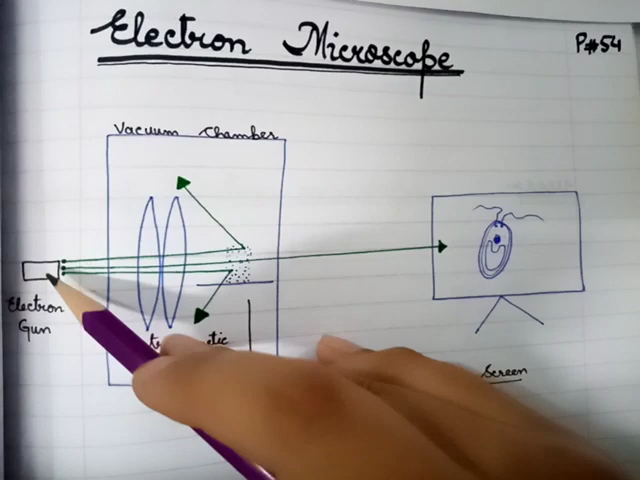 Electron Microscope
P#54
Vacuum Chamber
Electron
Gun
Screen